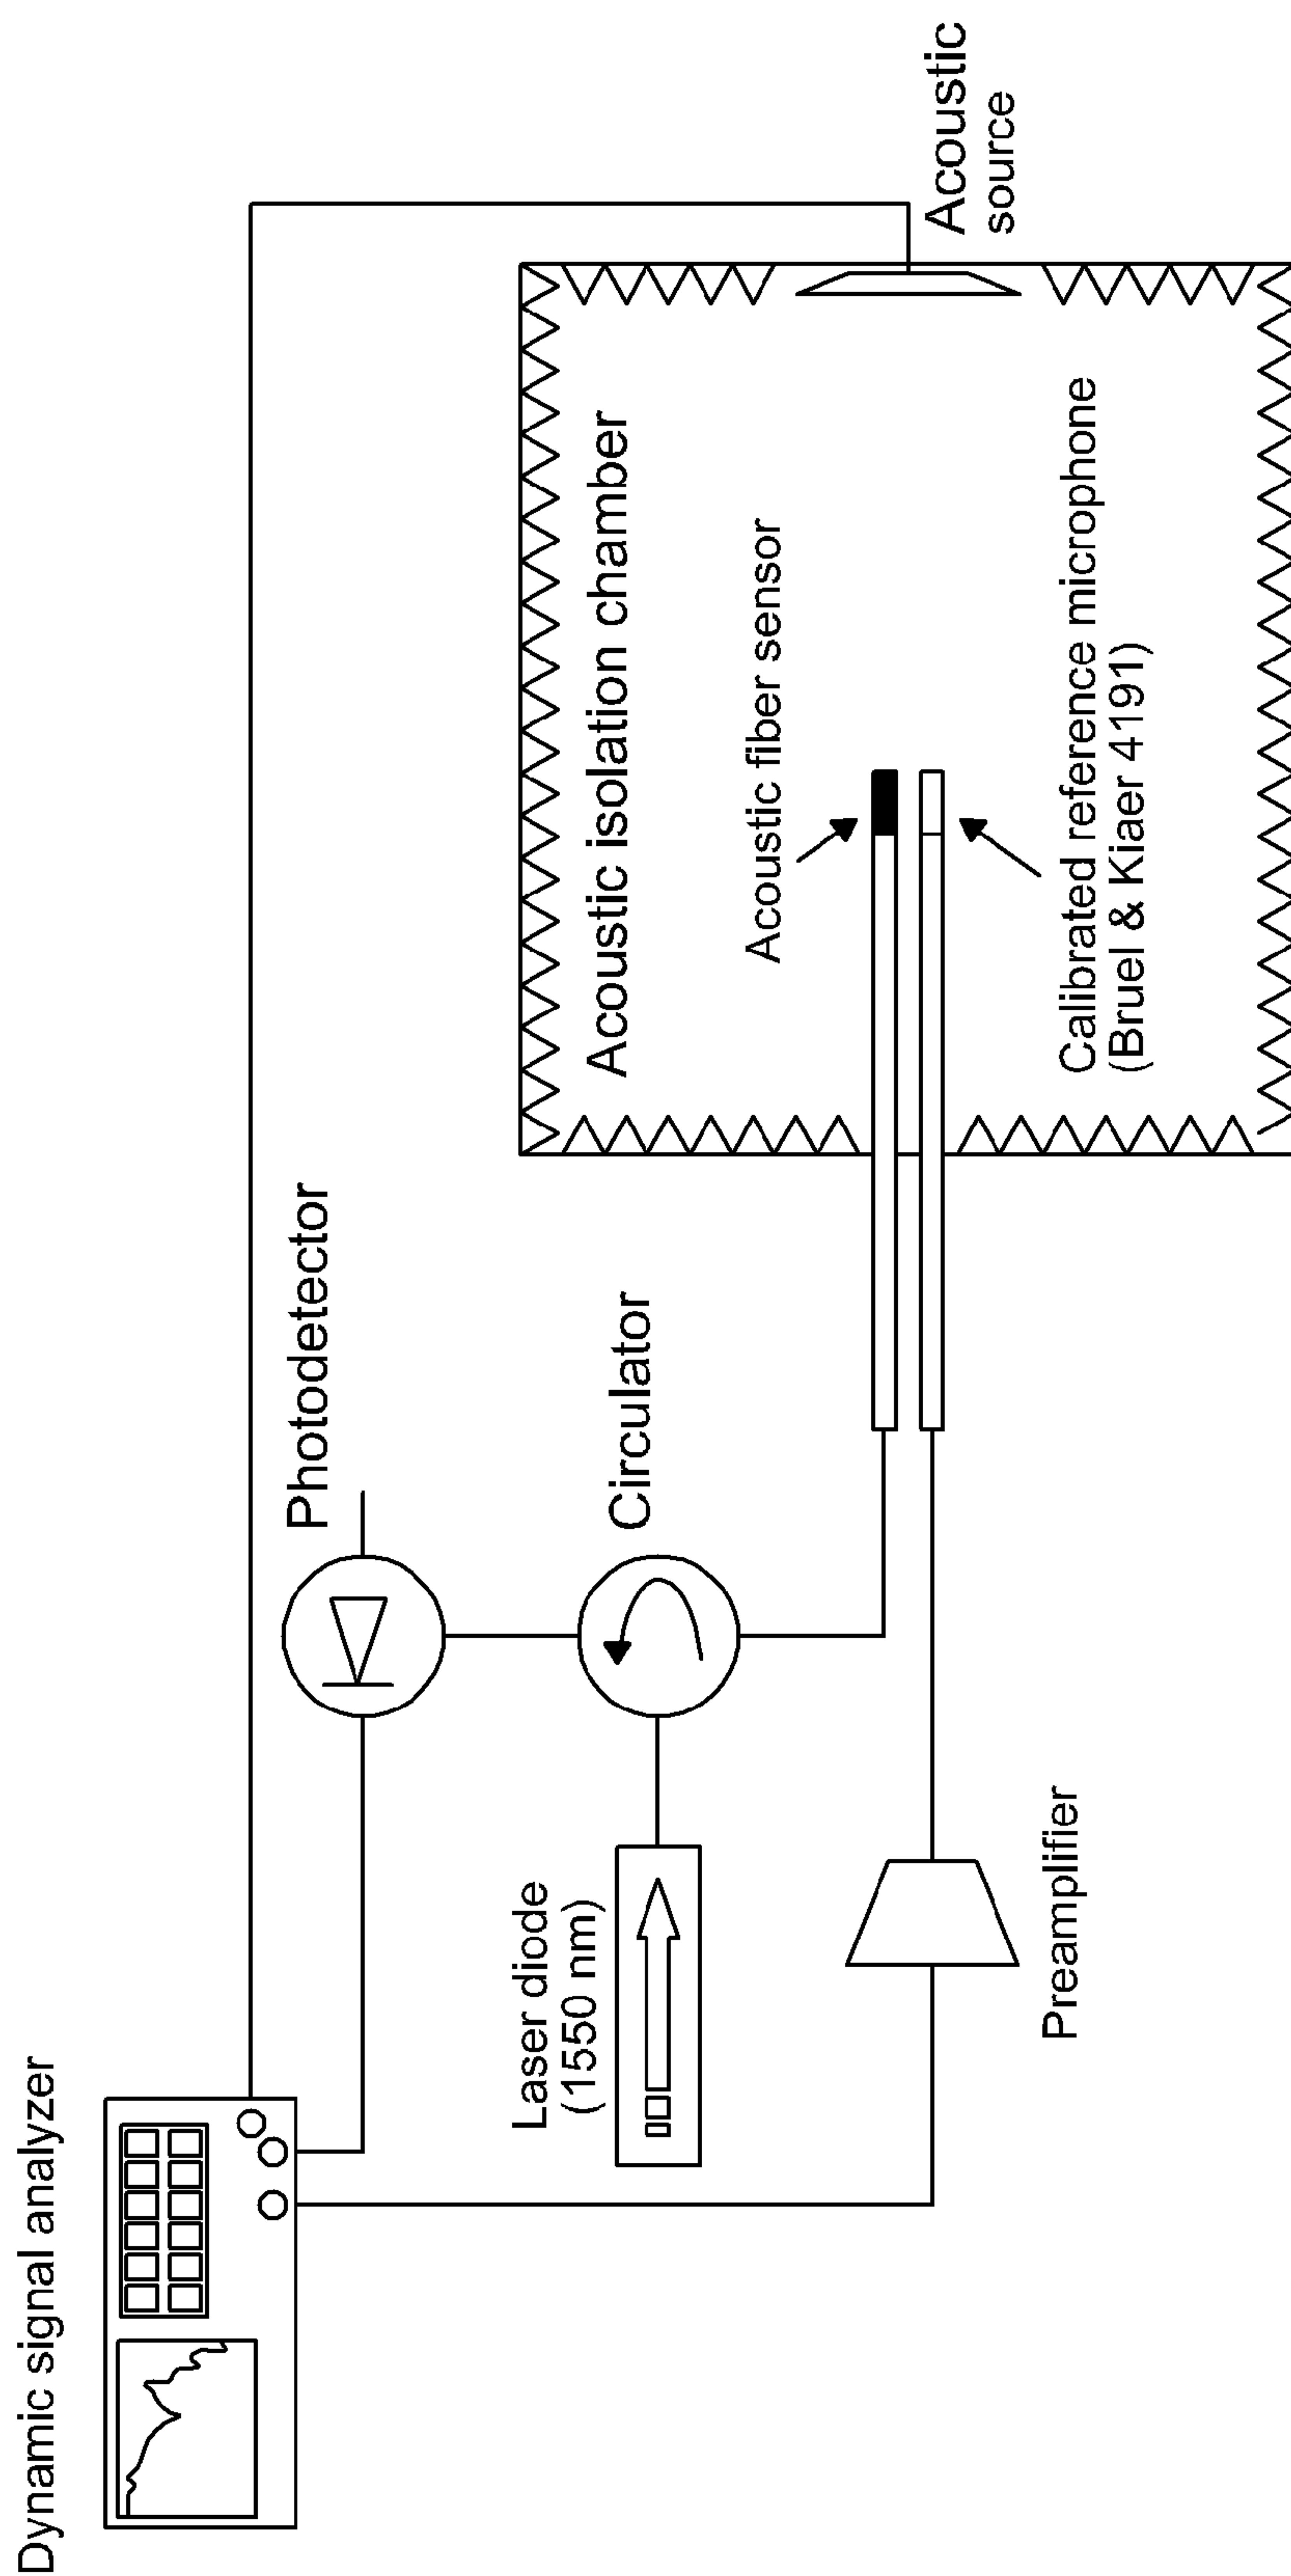 Dynamic signal analyzer
Photodetector
Laser diode
(1550 nm)
Circulator
Acoustic isolation chamber
Acoustic fiber sensor
Acoustic
source
Preamplifier
Calibrated reference microphone
(Bruel & Kiaer 4191)